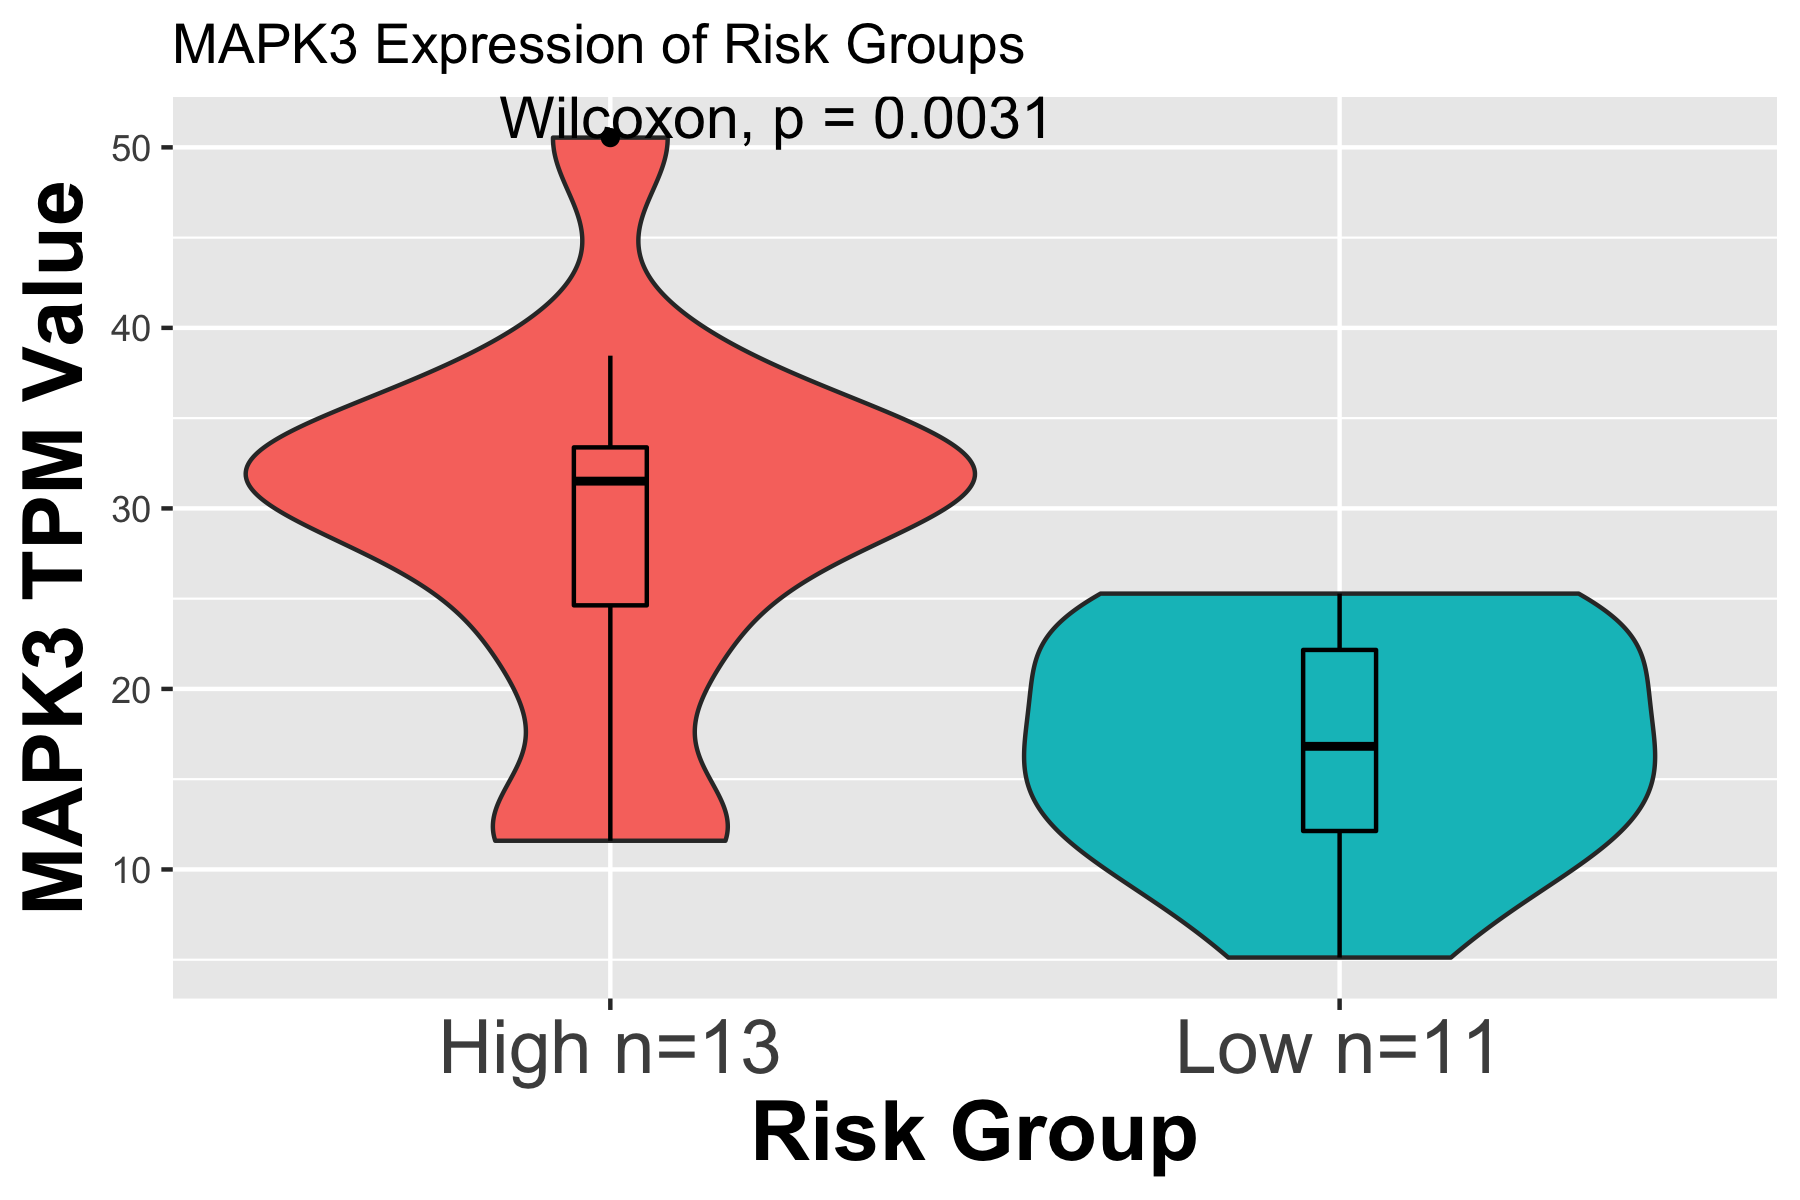 MAPK3 Expression of Risk Groups
Wilcoxon, p = 0.0031
MAPK3 TPM Value
50
40
30
20
10
High n=13
Low n=11
Risk Group